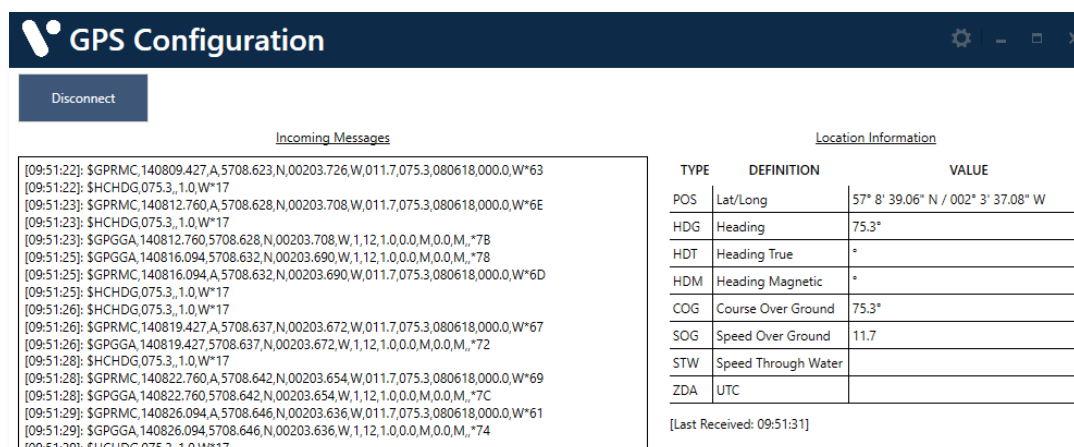 GPS Configuration
Disconnect
Incoming Messages
[09:51:22]: $GPRMC,140809.427,A,5708.623,N,00203.726,W,011.7,075.3,080618,000.0,W*63
[09:51:22]: $HCHDG,075.3,,1.0,W*17
[09:51:23]: $GPRMC,140812.760,A,5708.628,N,00203.708,W,011.7,075.3,080618,000.0,W*6E
[09:51:23]: $HCHDG,075.3,,1.0,W*17
[09:51:23]: $GPGGA,140812.760,5708.628,N,00203.708,W,1,12,1.0,0.0,M,0.0,M,,*7B
[09:51:25]: $GPGGA,140816.094,5708.632,N,00203.690,W,1,12,1.0,0.0,M,0.0,M,,*78
[09:51:25]: $GPRMC,140816.094,A,5708.632,N,00203.690,W,011.7,075.3,080618,000.0,W*6D
[09:51:25]: $HCHDG,075.3,,1.0,W*17
[09:51:26]: $HCHDG,075.3,,1.0,W*17
[09:51:26]: $GPRMC,140819.427,A,5708.637,N,00203.672,W,011.7,075.3,080618,000.0,W*67
[09:51:26]: $GPGGA,140819.427,5708.637,N,00203.672,W,1,12,1.0,0.0,M,0.0,M,,*72
[09:51:28]: $HCHDG,075.3,,1.0,W*17
[09:51:28]: $GPRMC,140822.760,A,5708.642,N,00203.654,W,011.7,075.3,080618,000.0,W*69
[09:51:28]: $GPGGA,140822.760,5708.642,N,00203.654,W,1,12,1.0,0.0,M,0.0,M,,*7C
[09:51:29]: $GPRMC,140826.094,A,5708.646,N,00203.636,W,011.7,075.3,080618,000.0,W*61
[09:51:29]: $GPGGA,140826.094,5708.646,N,00203.636,W,1,12,1.0,0.0,M,0.0,M,,*74
[09:51:29]: $HCHDG,075.3,,1.0,W*17
Location Information
TYPE DEFINITION VALUE
POS Lat/Long 57° 8' 39.06" N / 002° 3' 37.08" W
HDG Heading 75.3°
HDT Heading True °
HDM Heading Magnetic °
COG Course Over Ground 75.3°
SOG Speed Over Ground 11.7
STW Speed Through Water
ZDA UTC
[Last Received: 09:51:31]